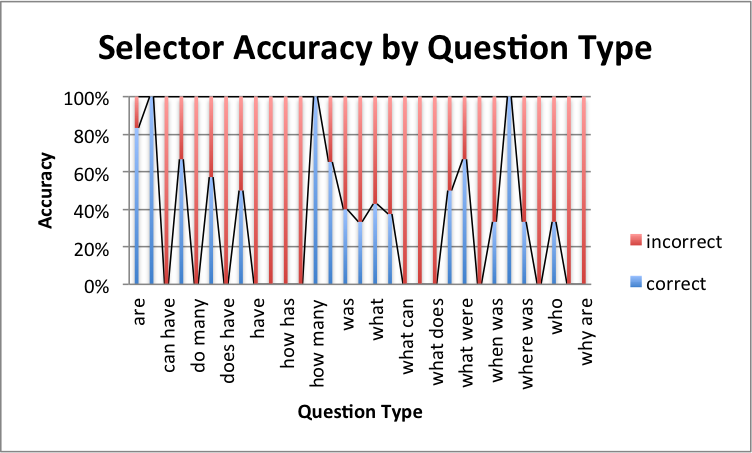 Selector Accuracy by Question Type
100%
80%
60%
40%
20%
0%
Accuracy
are
can have
do many
does have
have
how has
how many
was
what
what can
what does
what were
when was
where was
who
why are
Question Type
incorrect
correct